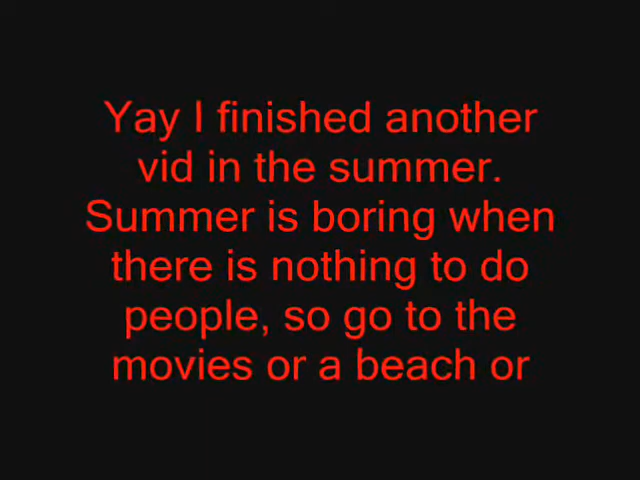 Yay I finished another
vid in the summer.
Summer is boring when
there is nothing to do
people, so go to the
movies or a beach or